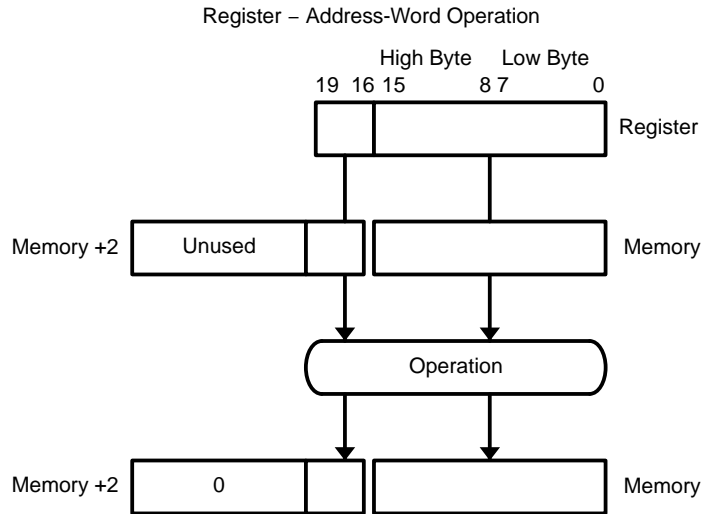 Register – Address-Word Operation
High Byte Low Byte
19 16 15 8 7 0
Register
Memory +2 Unused Memory
Operation
Memory +2 0 Memory